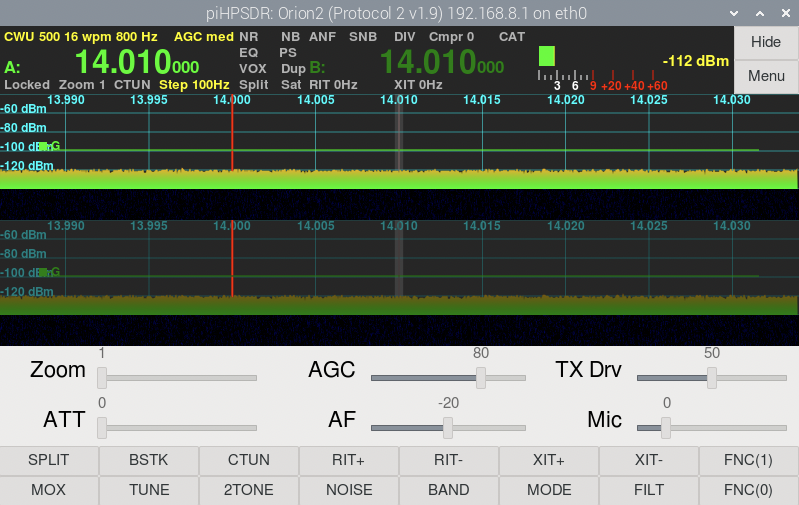 piHPSDR: Orion2 (Protocol 2 v1.9) 192.168.8.1 on eth0
CWU 500 16 wpm 800 Hz AGC med NR NB ANF SNB DIV Cmpr 0 CAT
EQ PS
A: 14.010000 VOX Dup B: 14.010000
Locked Zoom 1 CTUN Step 100Hz Split Sat RIT 0Hz XIT 0Hz
-112 dBm
3 6 9 +20 +40 +60
Hide
Menu
13.990 13.995 14.000 14.005 14.010 14.015 14.020 14.025 14.030
-60 dBm
-80 dBm
-100 dBm
G
-120 dBm
13.990 13.995 14.000 14.005 14.010 14.015 14.020 14.025 14.030
-60 dBm
-80 dBm
-100 dBm
G
-120 dBm
Zoom 1 AGC 80 TX Drv 50
ATT 0 AF -20 Mic 0
SPLIT BSTK CTUN RIT+ RIT- XIT+ XIT- FNC(1)
MOX TUNE 2TONE NOISE BAND MODE FILT FNC(0)